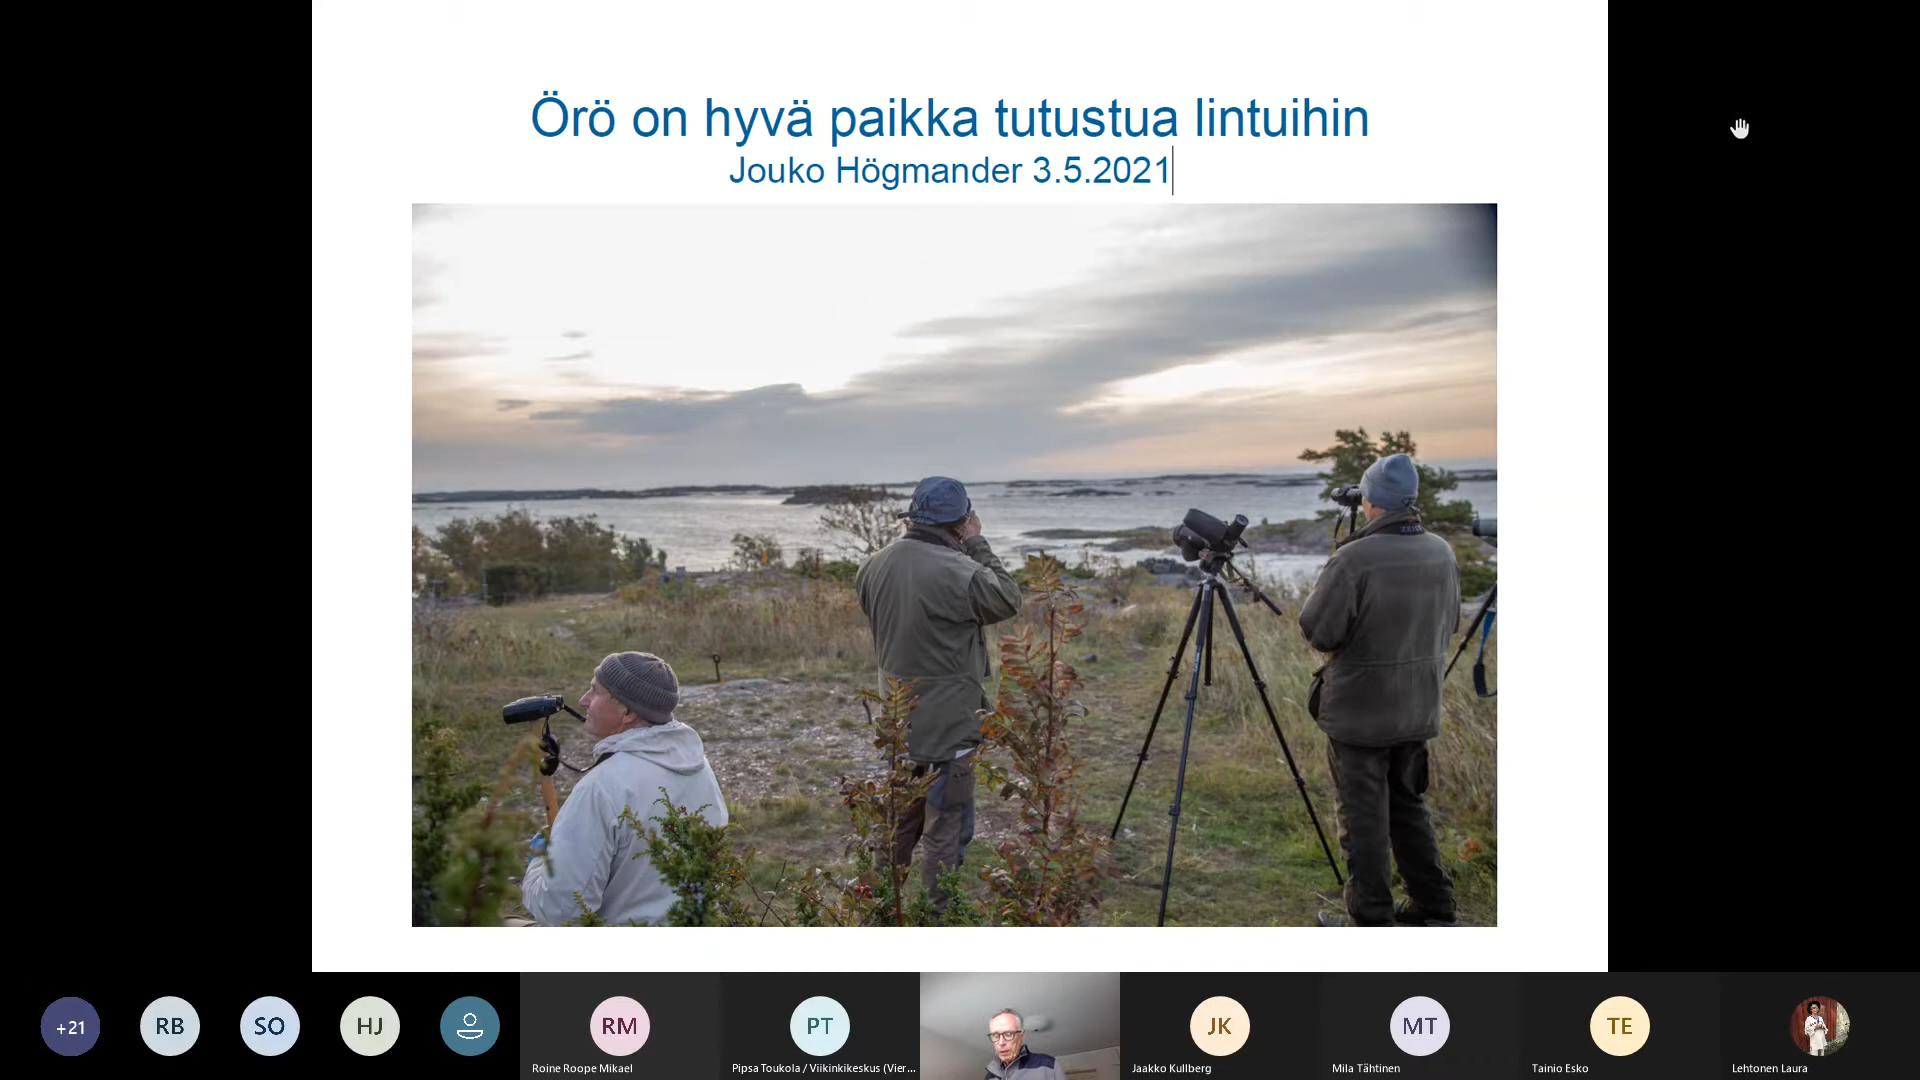 Örö on hyvä paikka tutustua lintuihin
Jouko Högmander 3.5.2021
+21
RB
SO
HJ
RM
PT
JK
MT
TE
Roine Roope Mikael
Pipsa Toukola / Viikinkikeskus (Vier...
Jaakko Kullberg
Mila Tähtinen
Tainio Esko
Lehtonen Laura